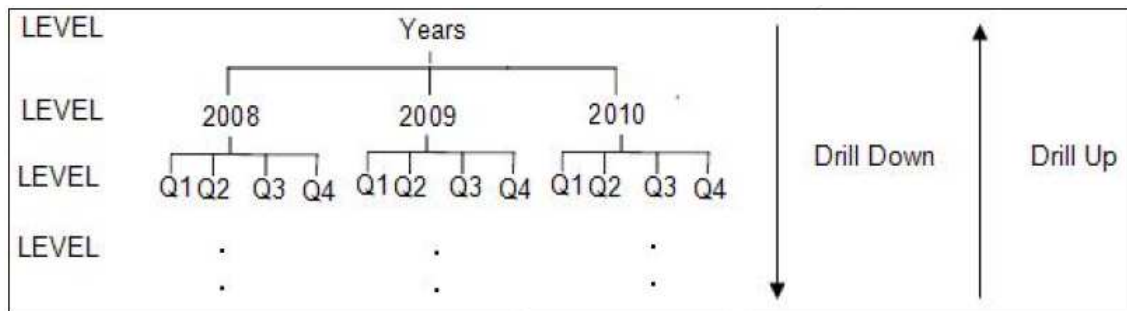 LEVEL Years
LEVEL 2008 2009 2010
Drill Down Drill Up
LEVEL Q1 Q2 Q3 Q4 Q1 Q2 Q3 Q4 Q1 Q2 Q3 Q4
LEVEL